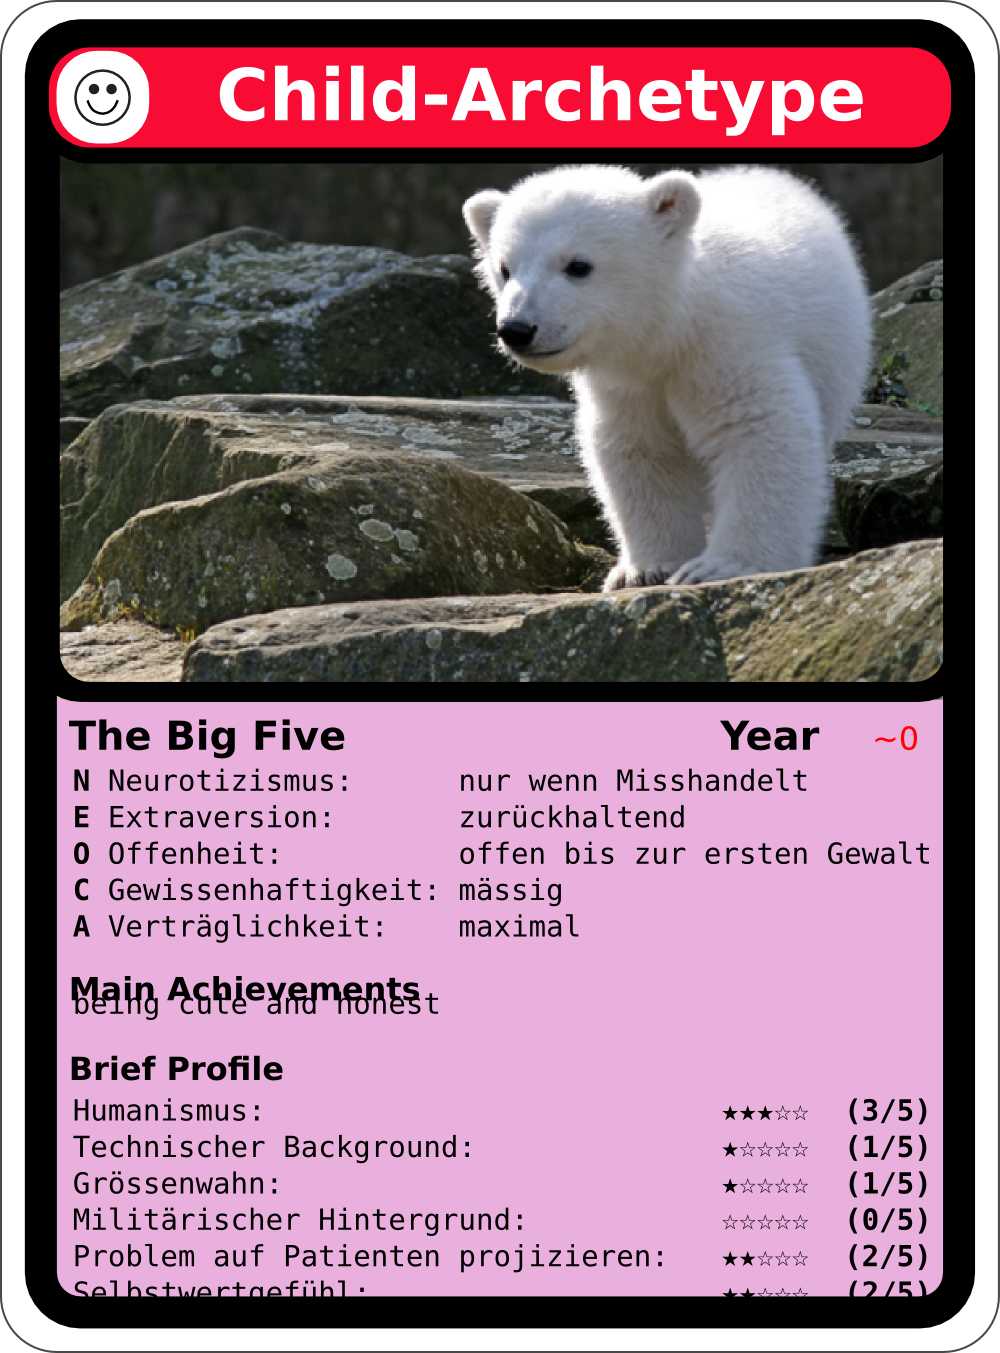 Child-Archetype
The Big Five Year ~0
N Neurotizismus: nur wenn Misshandelt
E Extraversion: zurückhaltend
O Offenheit: offen bis zur ersten Gewalt
C Gewissenhaftigkeit: mässig
A Verträglichkeit: maximal
Main Achievements
being cute and honest
Brief Profile
Humanismus: ★★★☆☆ (3/5)
Technischer Background: ★☆☆☆☆ (1/5)
Grössenwahn: ★☆☆☆☆ (1/5)
Militärischer Hintergrund: ☆☆☆☆☆ (0/5)
Problem auf Patienten projizieren: ★★☆☆☆ (2/5)
Selbstwertgefühl: ★★☆☆☆ (2/5)